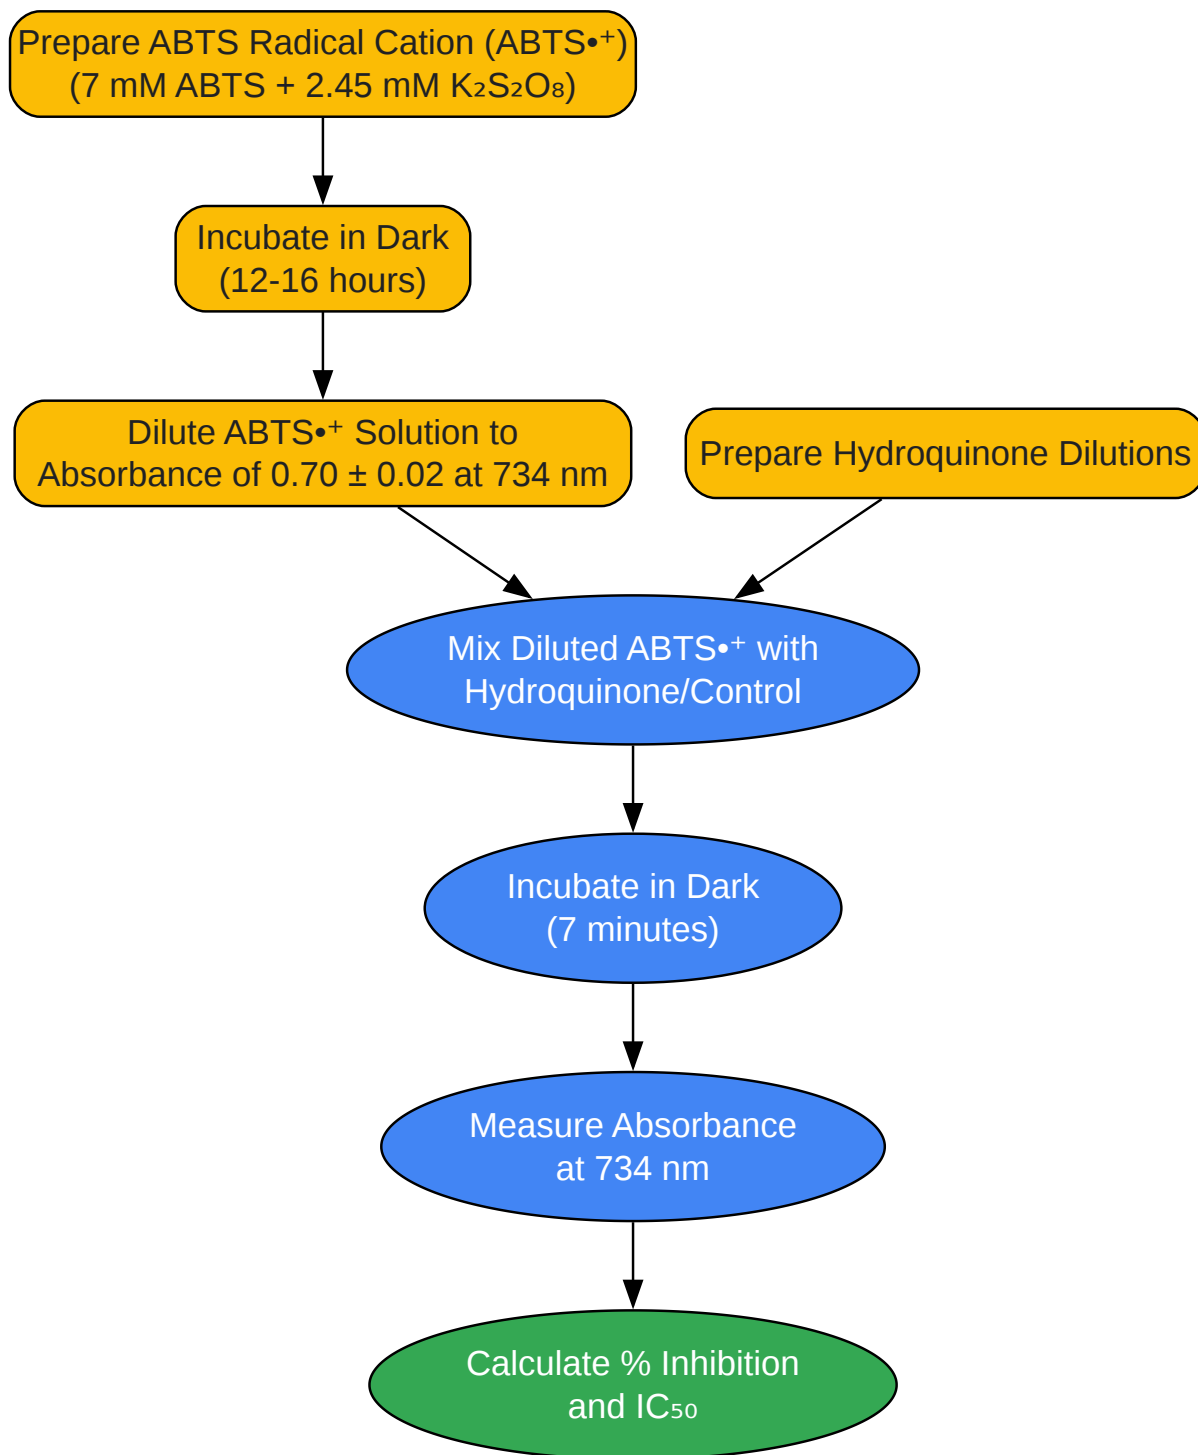 Prepare ABTS Radical Cation (ABTS•⁺)
(7 mM ABTS + 2.45 mM K₂S₂O₈)
Incubate in Dark
(12-16 hours)
Dilute ABTS•⁺ Solution to
Absorbance of 0.70 ± 0.02 at 734 nm
Prepare Hydroquinone Dilutions
Mix Diluted ABTS•⁺ with
Hydroquinone/Control
Incubate in Dark
(7 minutes)
Measure Absorbance
at 734 nm
Calculate % Inhibition
and IC₅₀